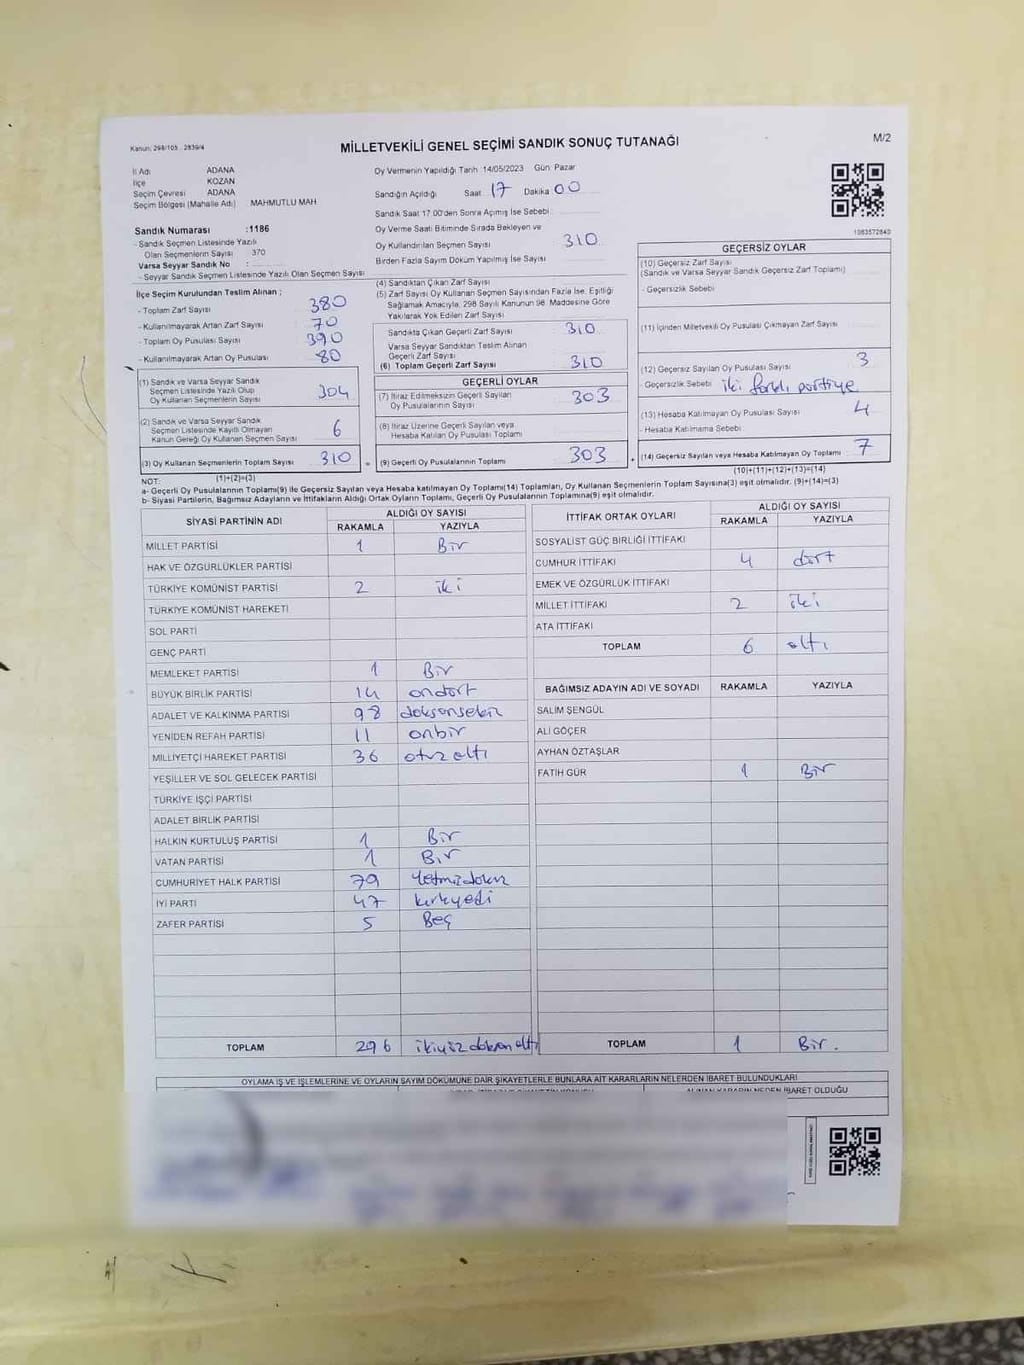 Kanun: 298/105 , 2839/4
MİLLETVEKİLİ GENEL SEÇİMİ SANDIK SONUÇ TUTANAĞI
M/2
İl Adı ADANA
İlçe KOZAN
Seçim Çevresi ADANA
Seçim Bölgesi (Mahalle Adı) MAHMUTLU MAH
Oy Vermenin Yapıldığı Tarih 14/05/2023 Gün Pazar
Sandığın Açıldığı Saat 17 Dakika 00
Sandık Saat 17.00'den Sonra Açımış İse Sebebi :
Sandık Numarası :1186
- Sandık Seçmen Listesinde Yazılı
Olan Seçmenlerin Sayısı : 370
Varsa Seyyar Sandık No :
- Seyyar Sandık Seçmen Listesinde Yazılı Olan Seçmen Sayısı
Oy Verme Saati Bitiminde Sırada Bekleyen ve
Oy Kullandırılan Seçmen Sayısı 310
Birden Fazla Sayım Döküm Yapılmış İse Sayısı
1083572840
İlçe Seçim Kurulundan Teslim Alınan ;
- Toplam Zarf Sayısı 380
- Kullanılmayarak Artan Zarf Sayısı 70
- Toplam Oy Pusulası Sayısı 390
- Kullanılmayarak Artan Oy Pusulası 80
(1) Sandık ve Varsa Seyyar Sandık
Seçmen Listesinde Yazılı Olup
Oy Kullanan Seçmenlerin Sayısı 304
(2) Sandık ve Varsa Seyyar Sandık
Seçmen Listesinde Kayıtlı Olmayan
Kanun Gereği Oy Kullanan Seçmen Sayısı 6
(3) Oy Kullanan Seçmenlerin Toplam Sayısı 310
(1)+(2)=(3)
(4) Sandıktan Çıkan Zarf Sayısı
(5) Zarf Sayısı Oy Kullanan Seçmen Sayısından Fazla İse, Eşitliği
Sağlamak Amacıyla, 298 Sayılı Kanunun 98. Maddesine Göre
Yakılarak Yok Edilen Zarf Sayısı
Sandıkta Çıkan Geçerli Zarf Sayısı 310
Varsa Seyyar Sandıktan Teslim Alınan
Geçerli Zarf Sayısı
(6) Toplam Geçerli Zarf Sayısı 310
GEÇERLİ OYLAR
(7) İtiraz Edilmeksizin Geçerli Sayılan
Oy Pusulalarının Sayısı 303
(8) İtiraz Üzerine Geçerli Sayılan veya
Hesaba Katılan Oy Pusulası Toplamı
= (9) Geçerli Oy Pusulalarının Toplamı 303
GEÇERSİZ OYLAR
(10) Geçersiz Zarf Sayısı
(Sandık ve Varsa Seyyar Sandık Geçersiz Zarf Toplamı)
- Geçersizlik Sebebi
(11) İçinden Milletvekili Oy Pusulası Çıkmayan Zarf Sayısı
(12) Geçersiz Sayılan Oy Pusulası Sayısı 3
- Geçersizlik Sebebi : iki farklı partiye
(13) Hesaba Katılmayan Oy Pusulası Sayısı 4
- Hesaba Katılmama Sebebi :
+ (14) Geçersiz Sayılan veya Hesaba Katılmayan Oy Toplamı 7
(10)+(11)+(12)+(13)=(14)
NOT:
a- Geçerli Oy Pusulalarının Toplamı(9) ile Geçersiz Sayılan veya Hesaba Katılmayan Oy Toplamı(14) Toplamları, Oy Kullanan Seçmenlerin Toplam Sayısına(3) eşit olmalıdır. (9)+(14)=(3)
b- Siyasi Partilerin, Bağımsız Adayların ve İttifakların Aldığı Ortak Oyların Toplamı, Geçerli Oy Pusulalarının Toplamına(9) eşit olmalıdır.
SİYASİ PARTİNİN ADI ALDIĞI OY SAYISI
RAKAMLA YAZIYLA
MİLLET PARTİSİ 1 Bir
HAK VE ÖZGÜRLÜKLER PARTİSİ
TÜRKİYE KOMÜNİST PARTİSİ 2 iki
TÜRKİYE KOMÜNİST HAREKETİ
SOL PARTİ
GENÇ PARTİ
MEMLEKET PARTİSİ 1 Bir
BÜYÜK BİRLİK PARTİSİ 14 ondört
ADALET VE KALKINMA PARTİSİ 98 doksansekiz
YENİDEN REFAH PARTİSİ 11 onbir
MİLLİYETÇİ HAREKET PARTİSİ 36 otuzaltı
YEŞİLLER VE SOL GELECEK PARTİSİ
TÜRKİYE İŞÇİ PARTİSİ
ADALET BİRLİK PARTİSİ
HALKIN KURTULUŞ PARTİSİ 1 Bir
VATAN PARTİSİ 1 Bir
CUMHURİYET HALK PARTİSİ 79 Yetmişdokuz
İYİ PARTİ 47 kırkyedi
ZAFER PARTİSİ 5 Beş
TOPLAM 296 ikiyüzdoksanaltı
İTTİFAK ORTAK OYLARI ALDIĞI OY SAYISI
RAKAMLA YAZIYLA
SOSYALİST GÜÇ BİRLİĞİ İTTİFAKI
CUMHUR İTTİFAKI 4 dört
EMEK VE ÖZGÜRLÜK İTTİFAKI
MİLLET İTTİFAKI 2 iki
ATA İTTİFAKI
TOPLAM 6 altı
BAĞIMSIZ ADAYIN ADI VE SOYADI RAKAMLA YAZIYLA
SALİM ŞENGÜL
ALİ GÖÇER
AYHAN ÖZTAŞLAR
FATİH GÜR 1 Bir
TOPLAM 1 Bir.
OYLAMA İŞ VE İŞLEMLERİNE VE OYLARIN SAYIM DÖKÜMÜNE DAİR ŞİKAYETLERLE BUNLARA AİT KARARLARIN NELERDEN İBARET BULUNDUKLARI
ALINAN KARARIN NEDEN İBARET OLDUĞU